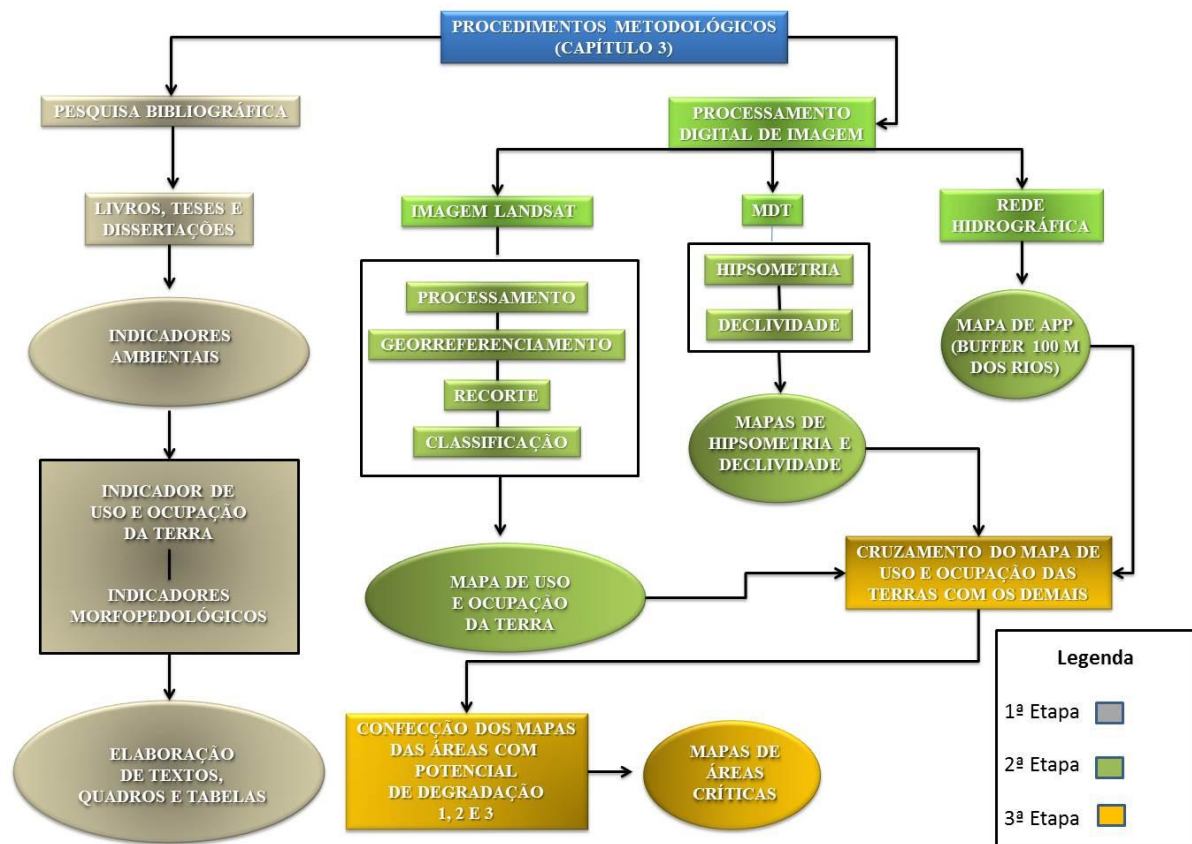 PROCEDIMENTOS METODOLÓGICOS
(CAPÍTULO 3)
PESQUISA BIBLIOGRÁFICA
LIVROS, TESES E
DISSERTAÇÕES
INDICADORES
AMBIENTAIS
INDICADOR DE
USO E OCUPAÇÃO
DA TERRA
INDICADORES
MORFOPEDOLÓGICOS
ELABORAÇÃO
DE TEXTOS,
QUADROS E TABELAS
PROCESSAMENTO
DIGITAL DE IMAGEM
IMAGEM LANDSAT
PROCESSAMENTO
GEORREFERENCIAMENTO
RECORTE
CLASSIFICAÇÃO
MAPA DE USO
E OCUPAÇÃO
DA TERRA
MDT
HIPSOMETRIA
DECLIVIDADE
MAPAS DE
HIPSOMETRIA E
DECLIVIDADE
REDE
HIDROGRÁFICA
MAPA DE APP
(BUFFER 100 M
DOS RIOS)
CRUZAMENTO DO MAPA DE
USO E OCUPAÇÃO DAS
TERRAS COM OS DEMAIS
CONFECÇÃO DOS MAPAS
DAS ÁREAS COM
POTENCIAL
DE DEGRADAÇÃO
1, 2 E 3
MAPAS DE
ÁREAS
CRÍTICAS
Legenda
1ª Etapa
2ª Etapa
3ª Etapa